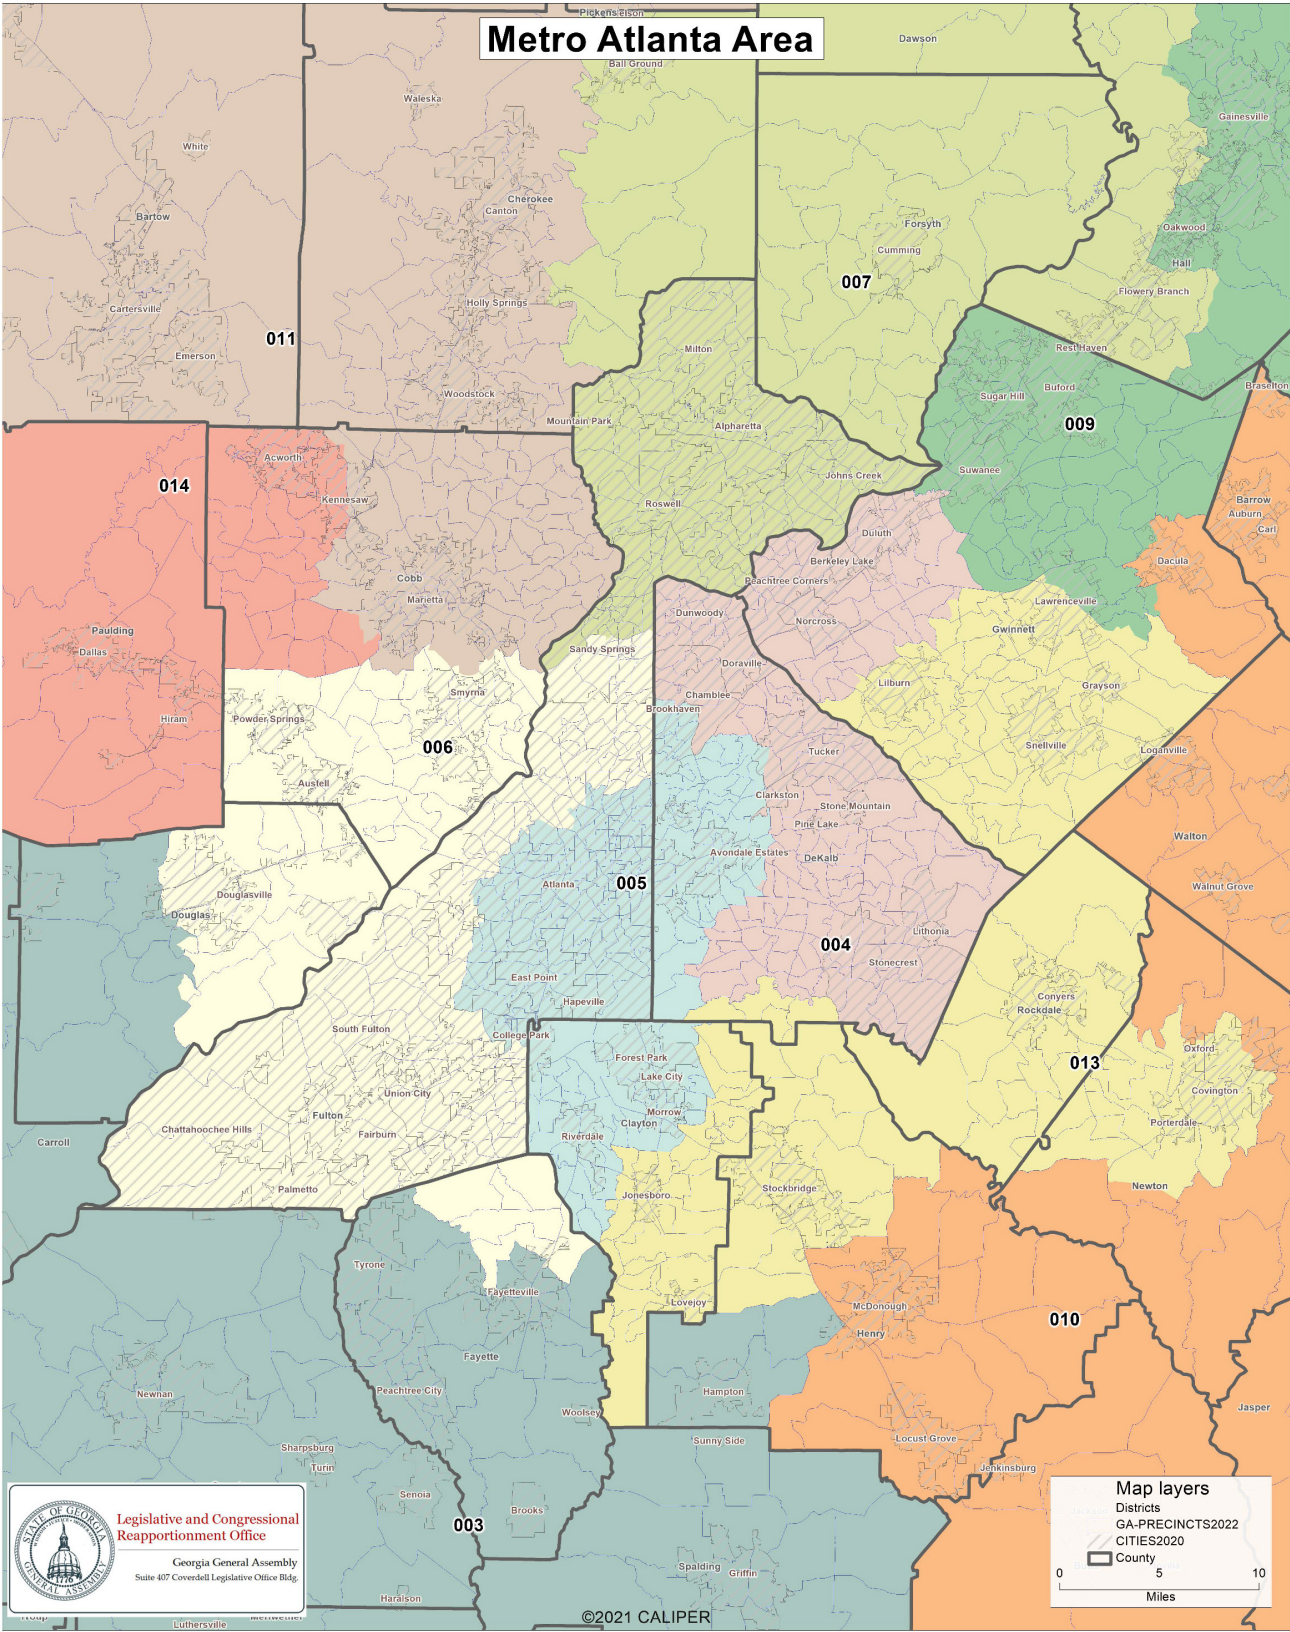 Pickens
elson
Metro Atlanta Area
Dawson
Ball Ground
Waleska
Gainesville
White
Cherokee
Canton
Bartow
Forsyth
Oakwood
Cumming
Hall
007
Flowery Branch
Holly Springs
Cartersville
011
Rest Haven
Milton
Emerson
Buford
Braselton
Woodstock
Sugar Hill
Mountain Park
009
Alpharetta
Acworth
Suwanee
Johns Creek
014
Kennesaw
Barrow
Roswell
Auburn
Carl
Duluth
Berkeley Lake
Dacula
Cobb
Peachtree Corners
Marietta
Lawrenceville
Dunwoody
Norcross
Gwinnett
Paulding
Dallas
Sandy Springs
Doraville
Lilburn
Grayson
Smyrna
Chamblee
Brookhaven
Hiram
Powder Springs
006
Tucker
Snellville
Loganville
Austell
Clarkston
Stone Mountain
Pine Lake
Walton
Avondale Estates
DeKalb
Atlanta
005
Walnut Grove
Douglasville
Douglas
Lithonia
004
Stonecrest
East Point
Conyers
Hapeville
Rockdale
South Fulton
College Park
Oxford
Forest Park
013
Lake City
Union City
Covington
Fulton
Morrow
Clayton
Porterdale
Chattahoochee Hills
Fairburn
Riverdale
Carroll
Palmetto
Jonesboro
Stockbridge
Newton
Tyrone
Fayetteville
Lovejoy
McDonough
010
Henry
Fayette
Peachtree City
Hampton
Newnan
Woolsey
Jasper
Sunny Side
Locust Grove
Sharpsburg
Turin
Jenkinsburg
Senoia
Brooks
003
Spalding
Griffin
Haralson
Troup
Luthersville
Meriwether
STATE OF GEORGIA
GENERAL ASSEMBLY
1776
Legislative and Congressional
Reapportionment Office
Georgia General Assembly
Suite 407 Coverdell Legislative Office Bldg.
©2021 CALIPER
Map layers
Districts
GA-PRECINCTS2022
CITIES2020
County
0 5 10
Miles